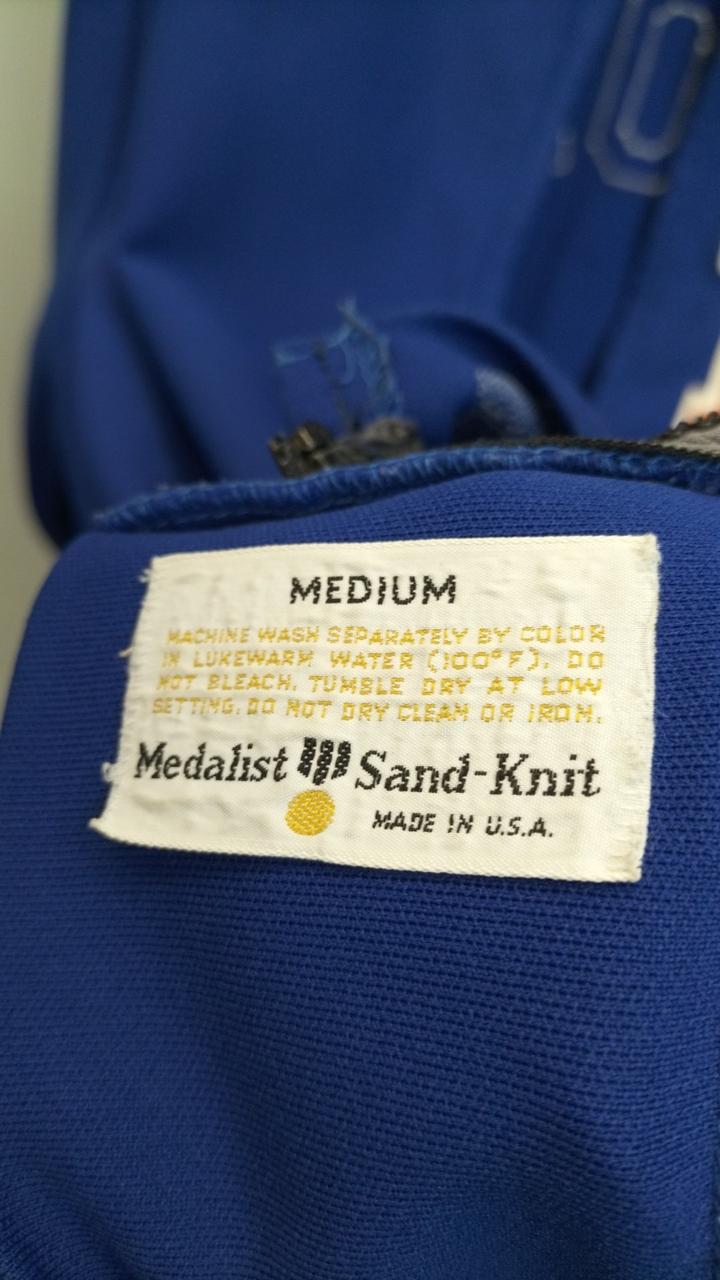 0
MEDIUM
MACHINE WASH SEPARATELY BY COLOR
IN LUKEWARM WATER (100°F). DO
NOT BLEACH. TUMBLE DRY AT LOW
SETTING. DO NOT DRY CLEAN OR IRON.
Medalist Sand-Knit
MADE IN U.S.A.